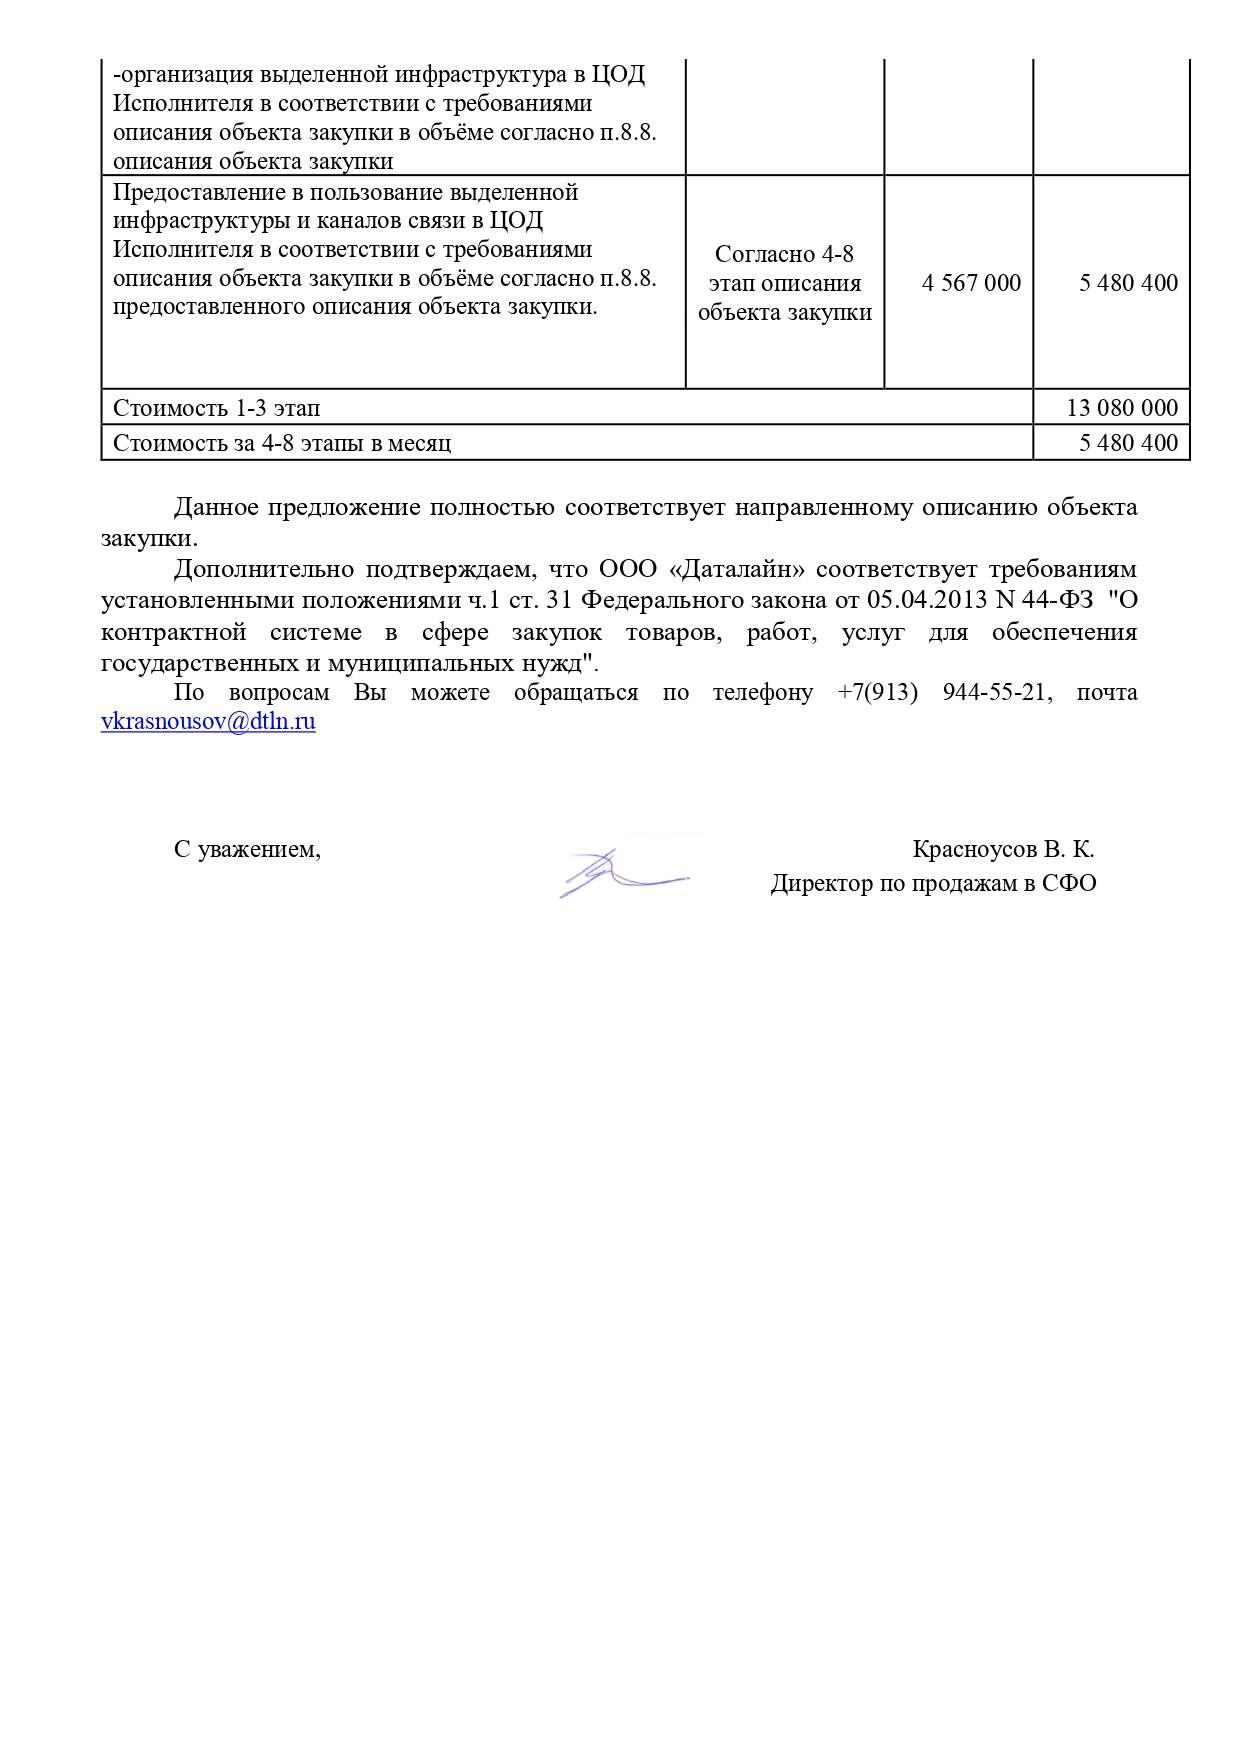 -организация выделенной инфраструктура в ЦОД
Исполнителя в соответствии с требованиями
описания объекта закупки в объёме согласно п.8.8.
описания объекта закупки
Предоставление в пользование выделенной
инфраструктуры и каналов связи в ЦОД
Исполнителя в соответствии с требованиями
описания объекта закупки в объёме согласно п.8.8.
предоставленного описания объекта закупки.
Согласно 4-8
этап описания
объекта закупки
4 567 000
5 480 400
Стоимость 1-3 этап 13 080 000
Стоимость за 4-8 этапы в месяц 5 480 400
Данное предложение полностью соответствует направленному описанию объекта
закупки.
Дополнительно подтверждаем, что ООО «Даталайн» соответствует требованиям
установленными положениями ч.1 ст. 31 Федерального закона от 05.04.2013 N 44-ФЗ "О
контрактной системе в сфере закупок товаров, работ, услуг для обеспечения
государственных и муниципальных нужд".
По вопросам Вы можете обращаться по телефону +7(913) 944-55-21, почта
vkrasnousov@dtln.ru
С уважением, Красноусов В. К.
Директор по продажам в СФО